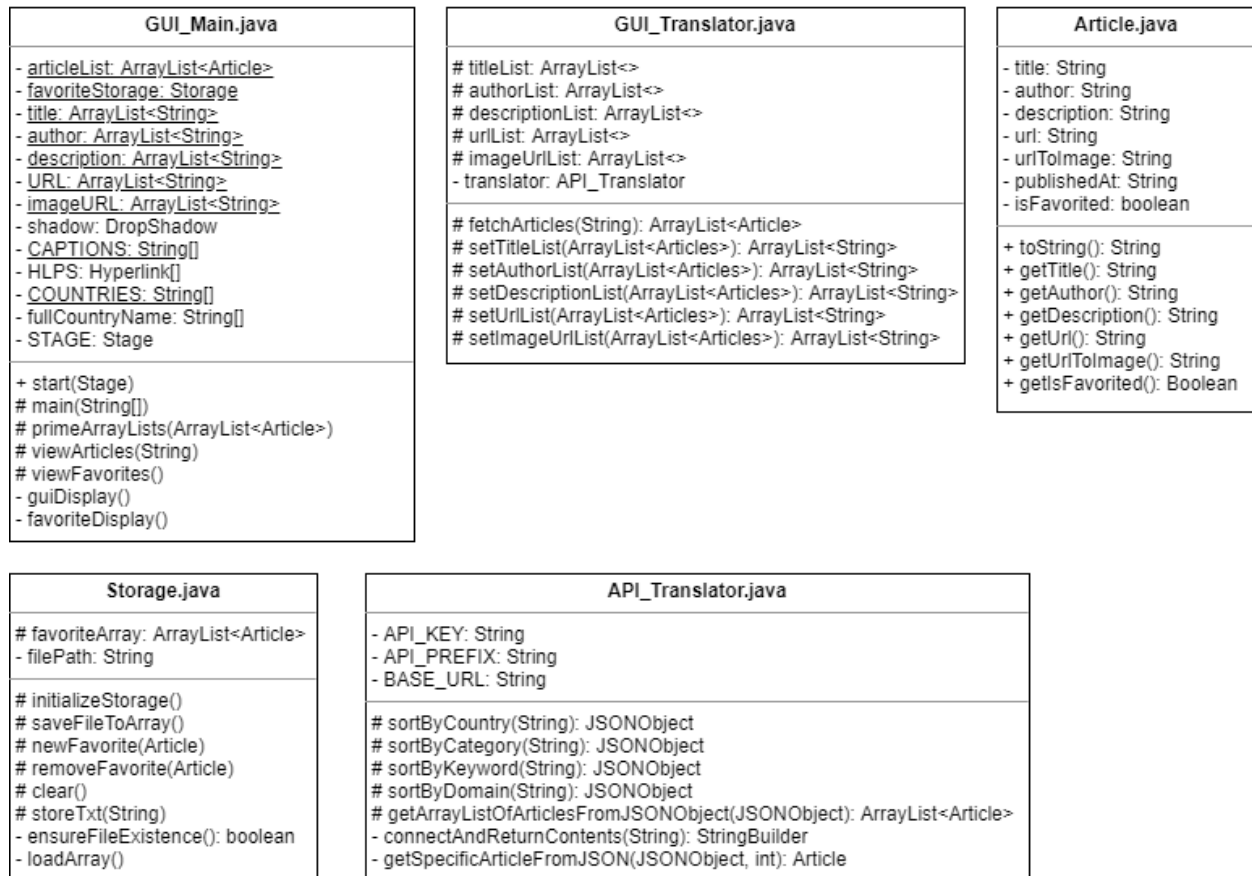 GUI_Main.java
- articleList: ArrayList<Article>
- favoriteStorage: Storage
- title: ArrayList<String>
- author: ArrayList<String>
- description: ArrayList<String>
- URL: ArrayList<String>
- imageURL: ArrayList<String>
- shadow: DropShadow
- CAPTIONS: String[]
- HLPS: Hyperlink[]
- COUNTRIES: String[]
- fullCountryName: String[]
- STAGE: Stage
+ start(Stage)
# main(String[])
# primeArrayLists(ArrayList<Article>)
# viewArticles(String)
# viewFavorites()
- guiDisplay()
- favoriteDisplay()
GUI_Translator.java
# titleList: ArrayList<>
# authorList: ArrayList<>
# descriptionList: ArrayList<>
# urlList: ArrayList<>
# imageUrlList: ArrayList<>
- translator: API_Translator
# fetchArticles(String): ArrayList<Article>
# setTitleList(ArrayList<Articles>): ArrayList<String>
# setAuthorList(ArrayList<Articles>): ArrayList<String>
# setDescriptionList(ArrayList<Articles>): ArrayList<String>
# setUrlList(ArrayList<Articles>): ArrayList<String>
# setImageUrlList(ArrayList<Articles>): ArrayList<String>
Article.java
- title: String
- author: String
- description: String
- url: String
- urlToImage: String
- publishedAt: String
- isFavorited: boolean
+ toString(): String
+ getTitle(): String
+ getAuthor(): String
+ getDescription(): String
+ getUrl(): String
+ getUrlToImage(): String
+ getIsFavorited(): Boolean
Storage.java
# favoriteArray: ArrayList<Article>
- filePath: String
# initializeStorage()
# saveFileToArray()
# newFavorite(Article)
# removeFavorite(Article)
# clear()
# storeTxt(String)
- ensureFileExistence(): boolean
- loadArray()
API_Translator.java
- API_KEY: String
- API_PREFIX: String
- BASE_URL: String
# sortByCountry(String): JSONObject
# sortByCategory(String): JSONObject
# sortByKeyword(String): JSONObject
# sortByDomain(String): JSONObject
# getArrayListOfArticlesFromJSONObject(JSONObject): ArrayList<Article>
- connectAndReturnContents(String): StringBuilder
- getSpecificArticleFromJSON(JSONObject, int): Article